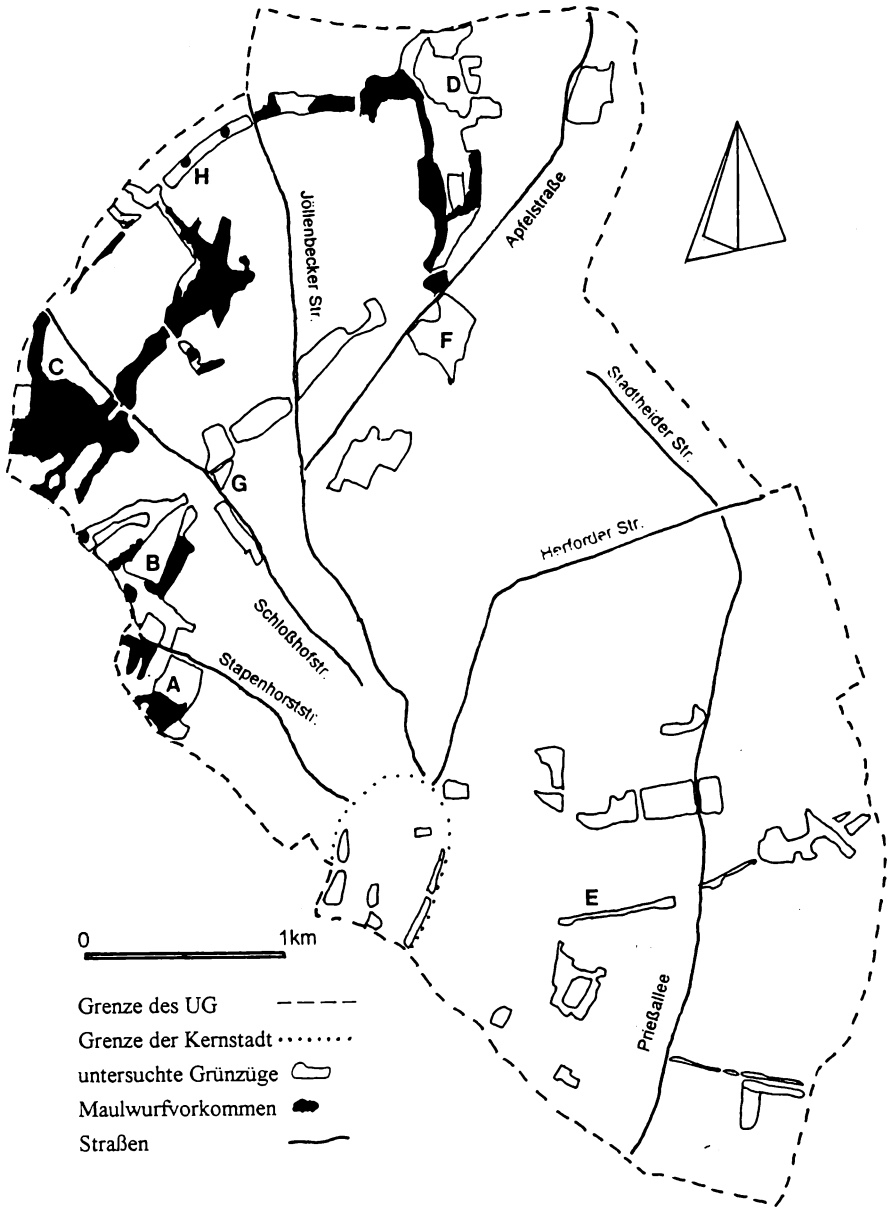 D
H
Jöllenbecker Str.
Apfelstraße
F
C
Stadtheider Str.
G
Herforder Str.
B
Schloßhofstr.
A
Stapenhorststr.
E
Prießallee
0 1km
Grenze des UG
Grenze der Kernstadt
untersuchte Grünzüge
Maulwurfvorkommen
Straßen